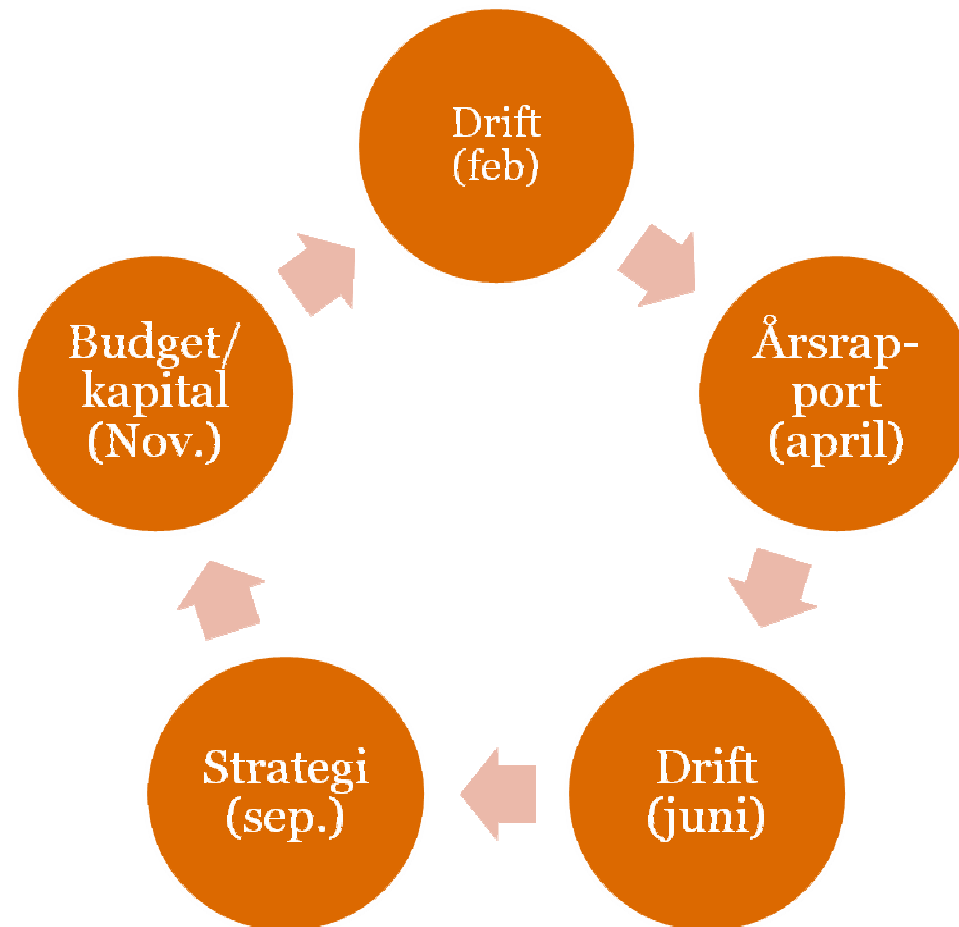 Drift
(feb)
Årsrap-
port
(april)
Drift
(juni)
Strategi
(sep.)
Budget/
kapital
(Nov.)